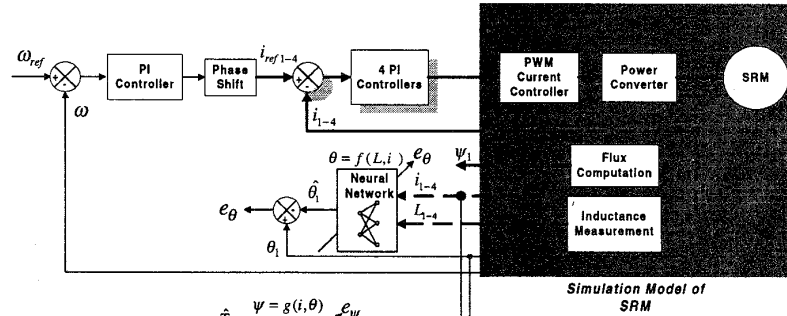 ω_ref
+
-
ω
PI
Controller
Phase
Shift
i_ref 1-4
+
-
i_1-4
4 PI
Controllers
PWM
Current
Controller
Power
Converter
SRM
θ = f(L,i)
e_θ
Neural
Network
ψ_1
i_1-4
L_1-4
Flux
Computation
Inductance
Measurement
e_θ
θ̂_1
-
+
θ_1
Simulation Model of
SRM
ψ = g(i,θ)
e_ψ